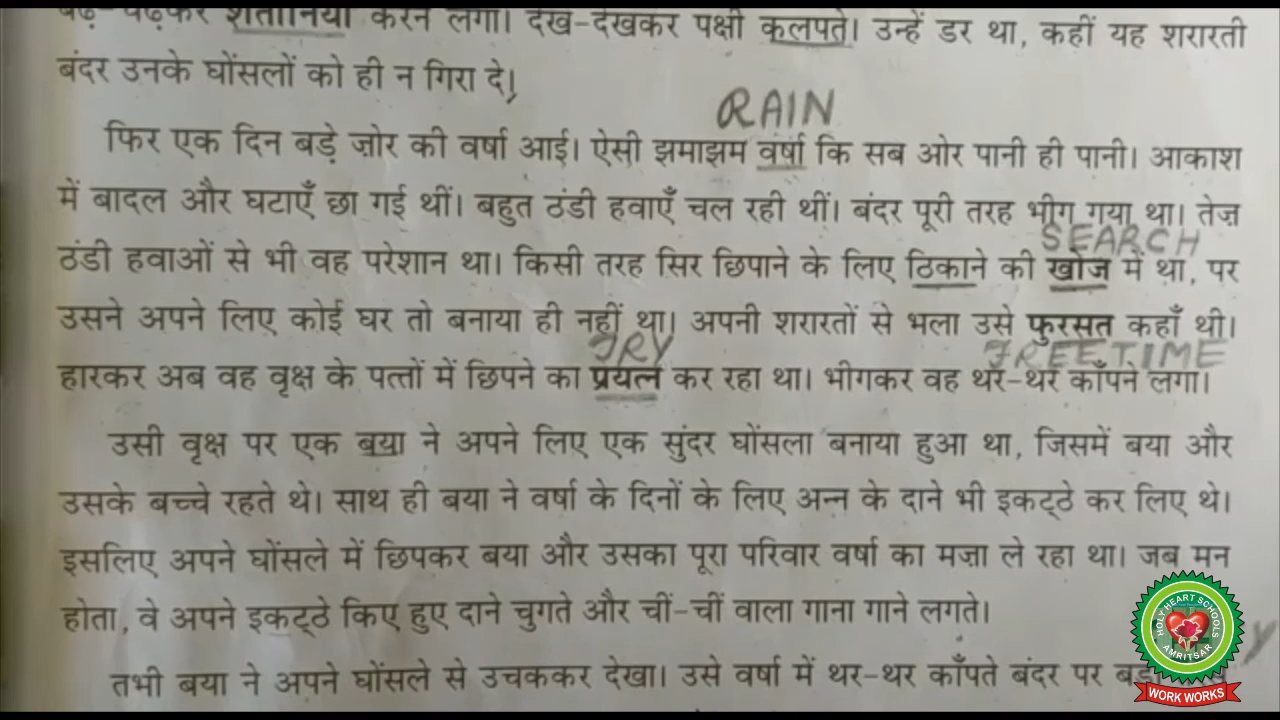 बढ़-चढ़कर शैतानियाँ करने लगा। देख-देखकर पक्षी कलपते। उन्हें डर था, कहीं यह शरारती
बंदर उनके घोंसलों को ही न गिरा दे।
RAIN
फिर एक दिन बड़े ज़ोर की वर्षा आई। ऐसी झमाझम वर्षा कि सब ओर पानी ही पानी। आकाश
में बादल और घटाएँ छा गई थीं। बहुत ठंडी हवाएँ चल रही थीं। बंदर पूरी तरह भीग गया था। तेज़
SEARCH
ठंडी हवाओं से भी वह परेशान था। किसी तरह सिर छिपाने के लिए ठिकाने की खोज में था, पर
उसने अपने लिए कोई घर तो बनाया ही नहीं था। अपनी शरारतों से भला उसे फुरसत कहाँ थी।
TRY FREE TIME
हारकर अब वह वृक्ष के पत्तों में छिपने का प्रयत्न कर रहा था। भीगकर वह थर-थर काँपने लगा।
उसी वृक्ष पर एक बया ने अपने लिए एक सुंदर घोंसला बनाया हुआ था, जिसमें बया और
उसके बच्चे रहते थे। साथ ही बया ने वर्षा के दिनों के लिए अन्न के दाने भी इकट्ठे कर लिए थे।
इसलिए अपने घोंसले में छिपकर बया और उसका पूरा परिवार वर्षा का मज़ा ले रहा था। जब मन
होता, वे अपने इकट्ठे किए हुए दाने चुगते और चीं-चीं वाला गाना गाने लगते।
तभी बया ने अपने घोंसले से उचककर देखा। उसे वर्षा में थर-थर काँपते बंदर पर
HOLY HEART SCHOOLS
AMRITSAR
WORK WORKS